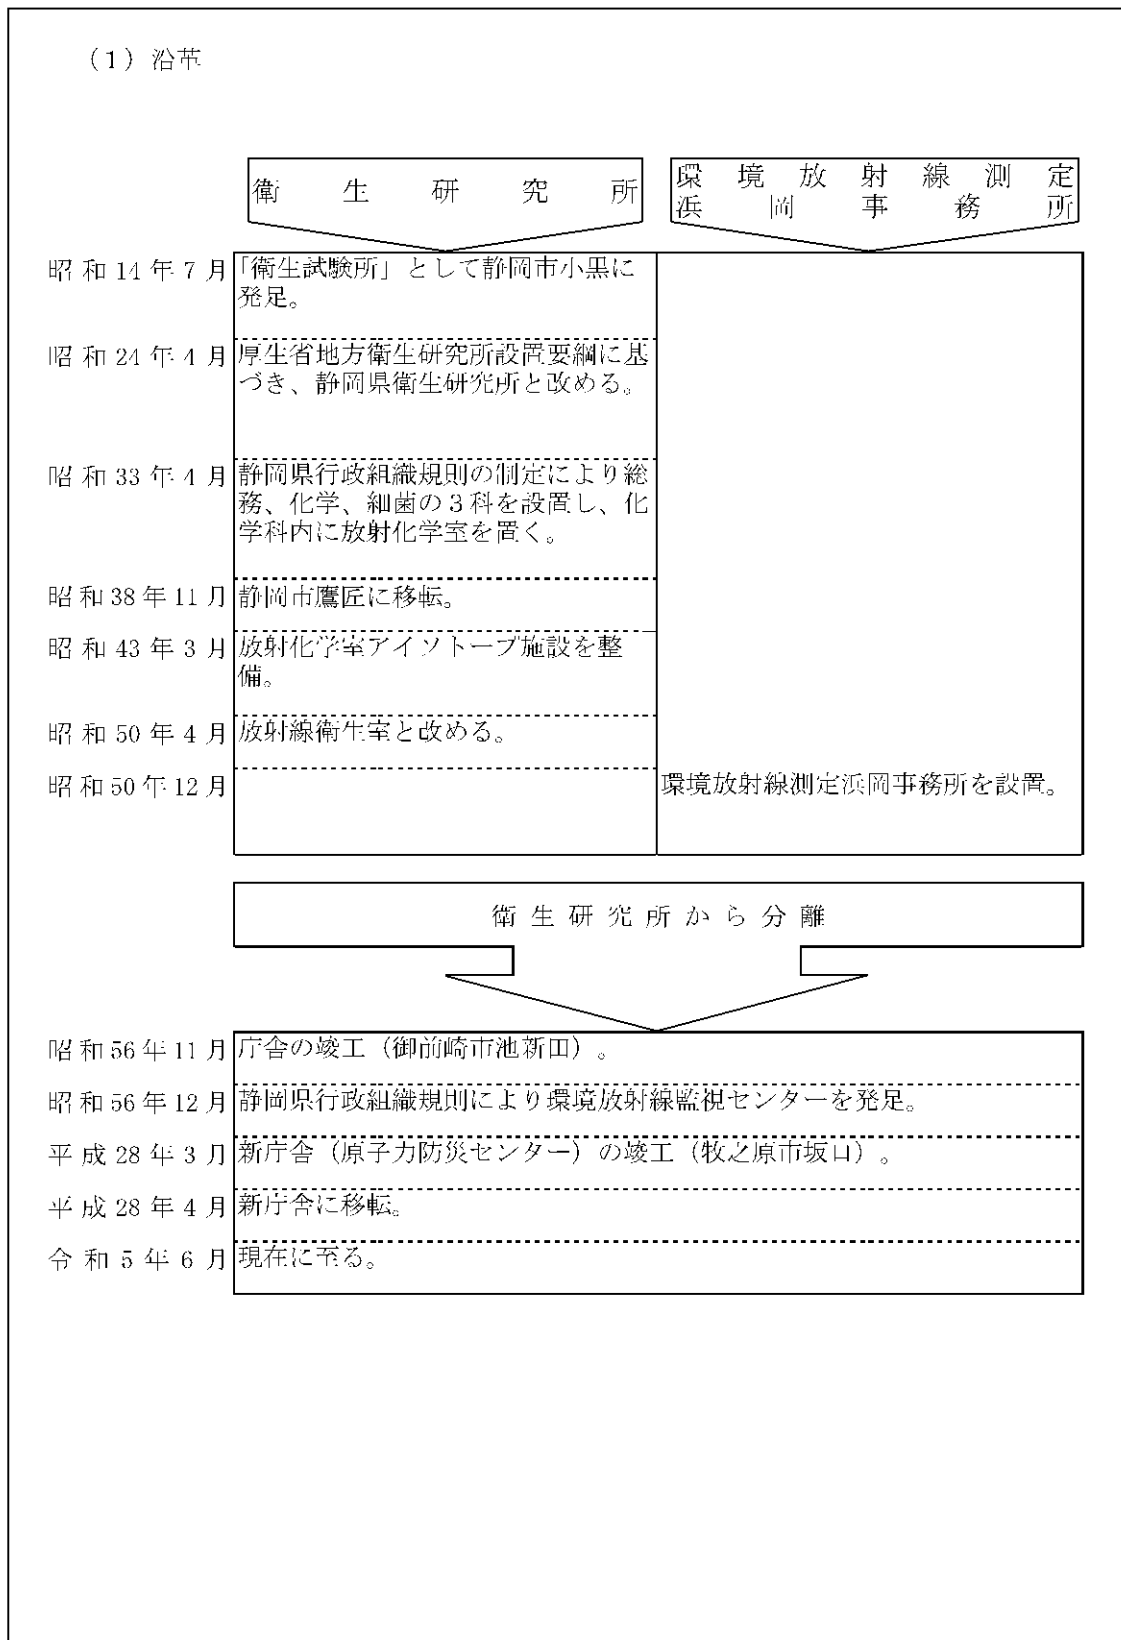 （１）沿革
衛生研究所
環境放射線測定
浜岡事務所
昭和14年7月 「衛生試験所」として静岡市小黒に
発足。
昭和24年4月 厚生省地方衛生研究所設置要綱に基
づき、静岡県衛生研究所と改める。
昭和33年4月 静岡県行政組織規則の制定により総
務、化学、細菌の３科を設置し、化
学科内に放射化学室を置く。
昭和38年11月 静岡市鷹匠に移転。
昭和43年3月 放射化学室アイソトープ施設を整
備。
昭和50年4月 放射線衛生室と改める。
昭和50年12月 環境放射線測定浜岡事務所を設置。
衛生研究所から分離
昭和56年11月 庁舎の竣工（御前崎市池新田）。
昭和56年12月 静岡県行政組織規則により環境放射線監視センターを発足。
平成28年3月 新庁舎（原子力防災センター）の竣工（牧之原市坂口）。
平成28年4月 新庁舎に移転。
令和5年6月 現在に至る。